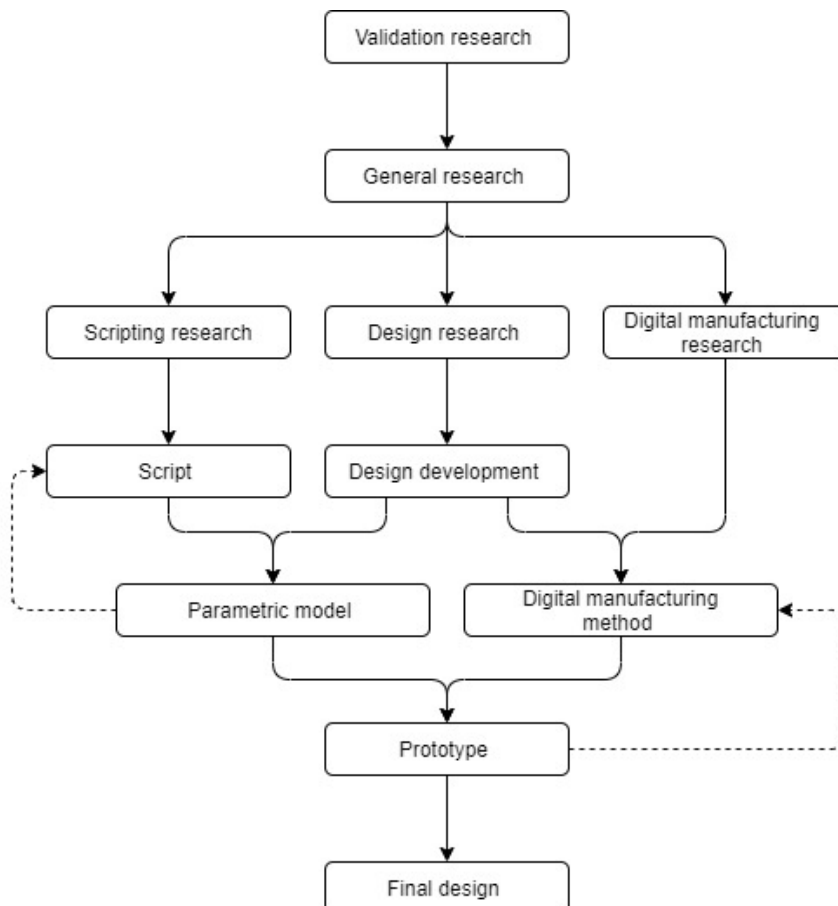 Validation research
General research
Scripting research
Design research
Digital manufacturing
research
Script
Design development
Parametric model
Digital manufacturing
method
Prototype
Final design